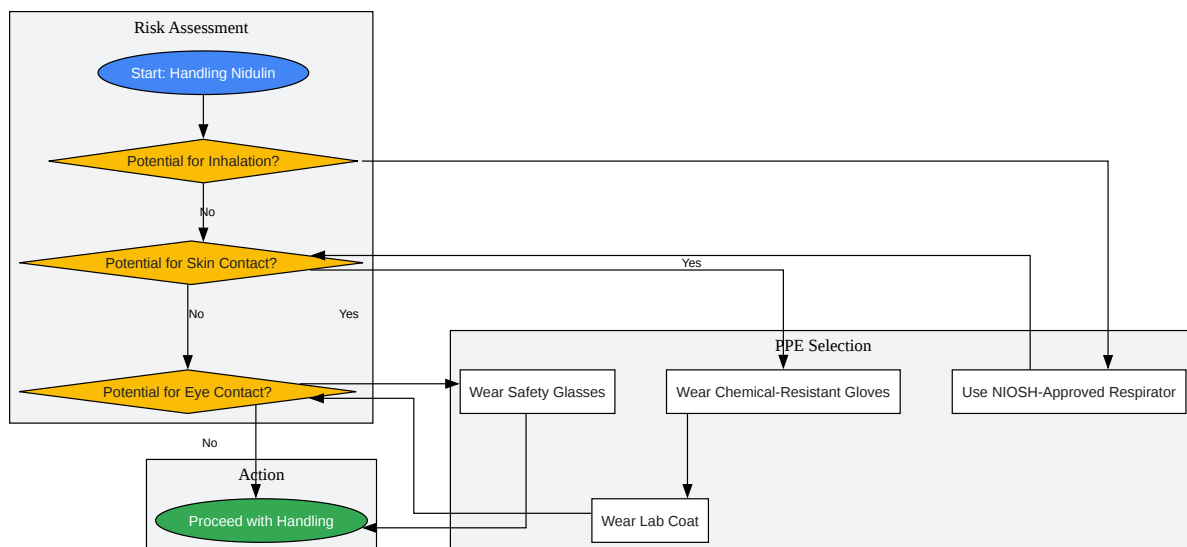 Risk Assessment
Start: Handling Nidulin
Potential for Inhalation?
No
Potential for Skin Contact?
Yes
No
Yes
PPE Selection
Potential for Eye Contact?
Wear Safety Glasses
Wear Chemical-Resistant Gloves
Use NIOSH-Approved Respirator
No
Action
Proceed with Handling
Wear Lab Coat